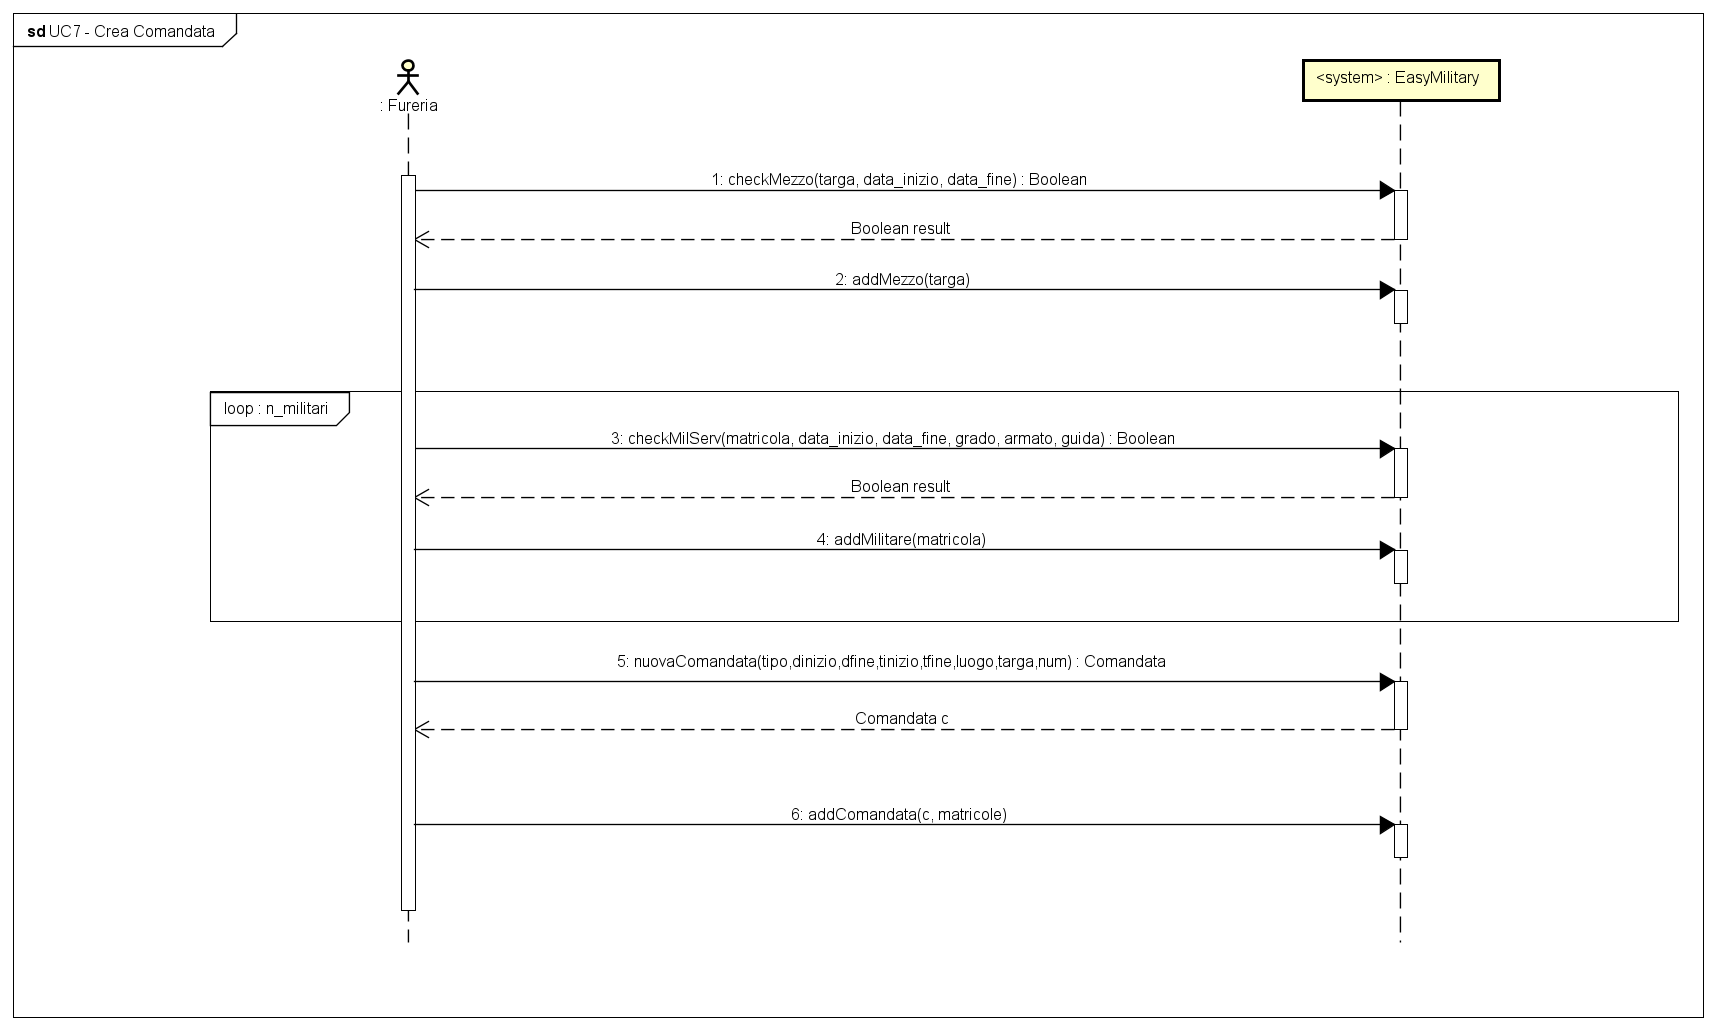 sd UC7 - Crea Comandata
: Fureria
<system> : EasyMilitary
1: checkMezzo(targa, data_inizio, data_fine) : Boolean
Boolean result
2: addMezzo(targa)
loop : n_militari
3: checkMilServ(matricola, data_inizio, data_fine, grado, armato, guida) : Boolean
Boolean result
4: addMilitare(matricola)
5: nuovaComandata(tipo,dinizio,dfine,tinizio,tfine,luogo,targa,num) : Comandata
Comandata c
6: addComandata(c, matricole)